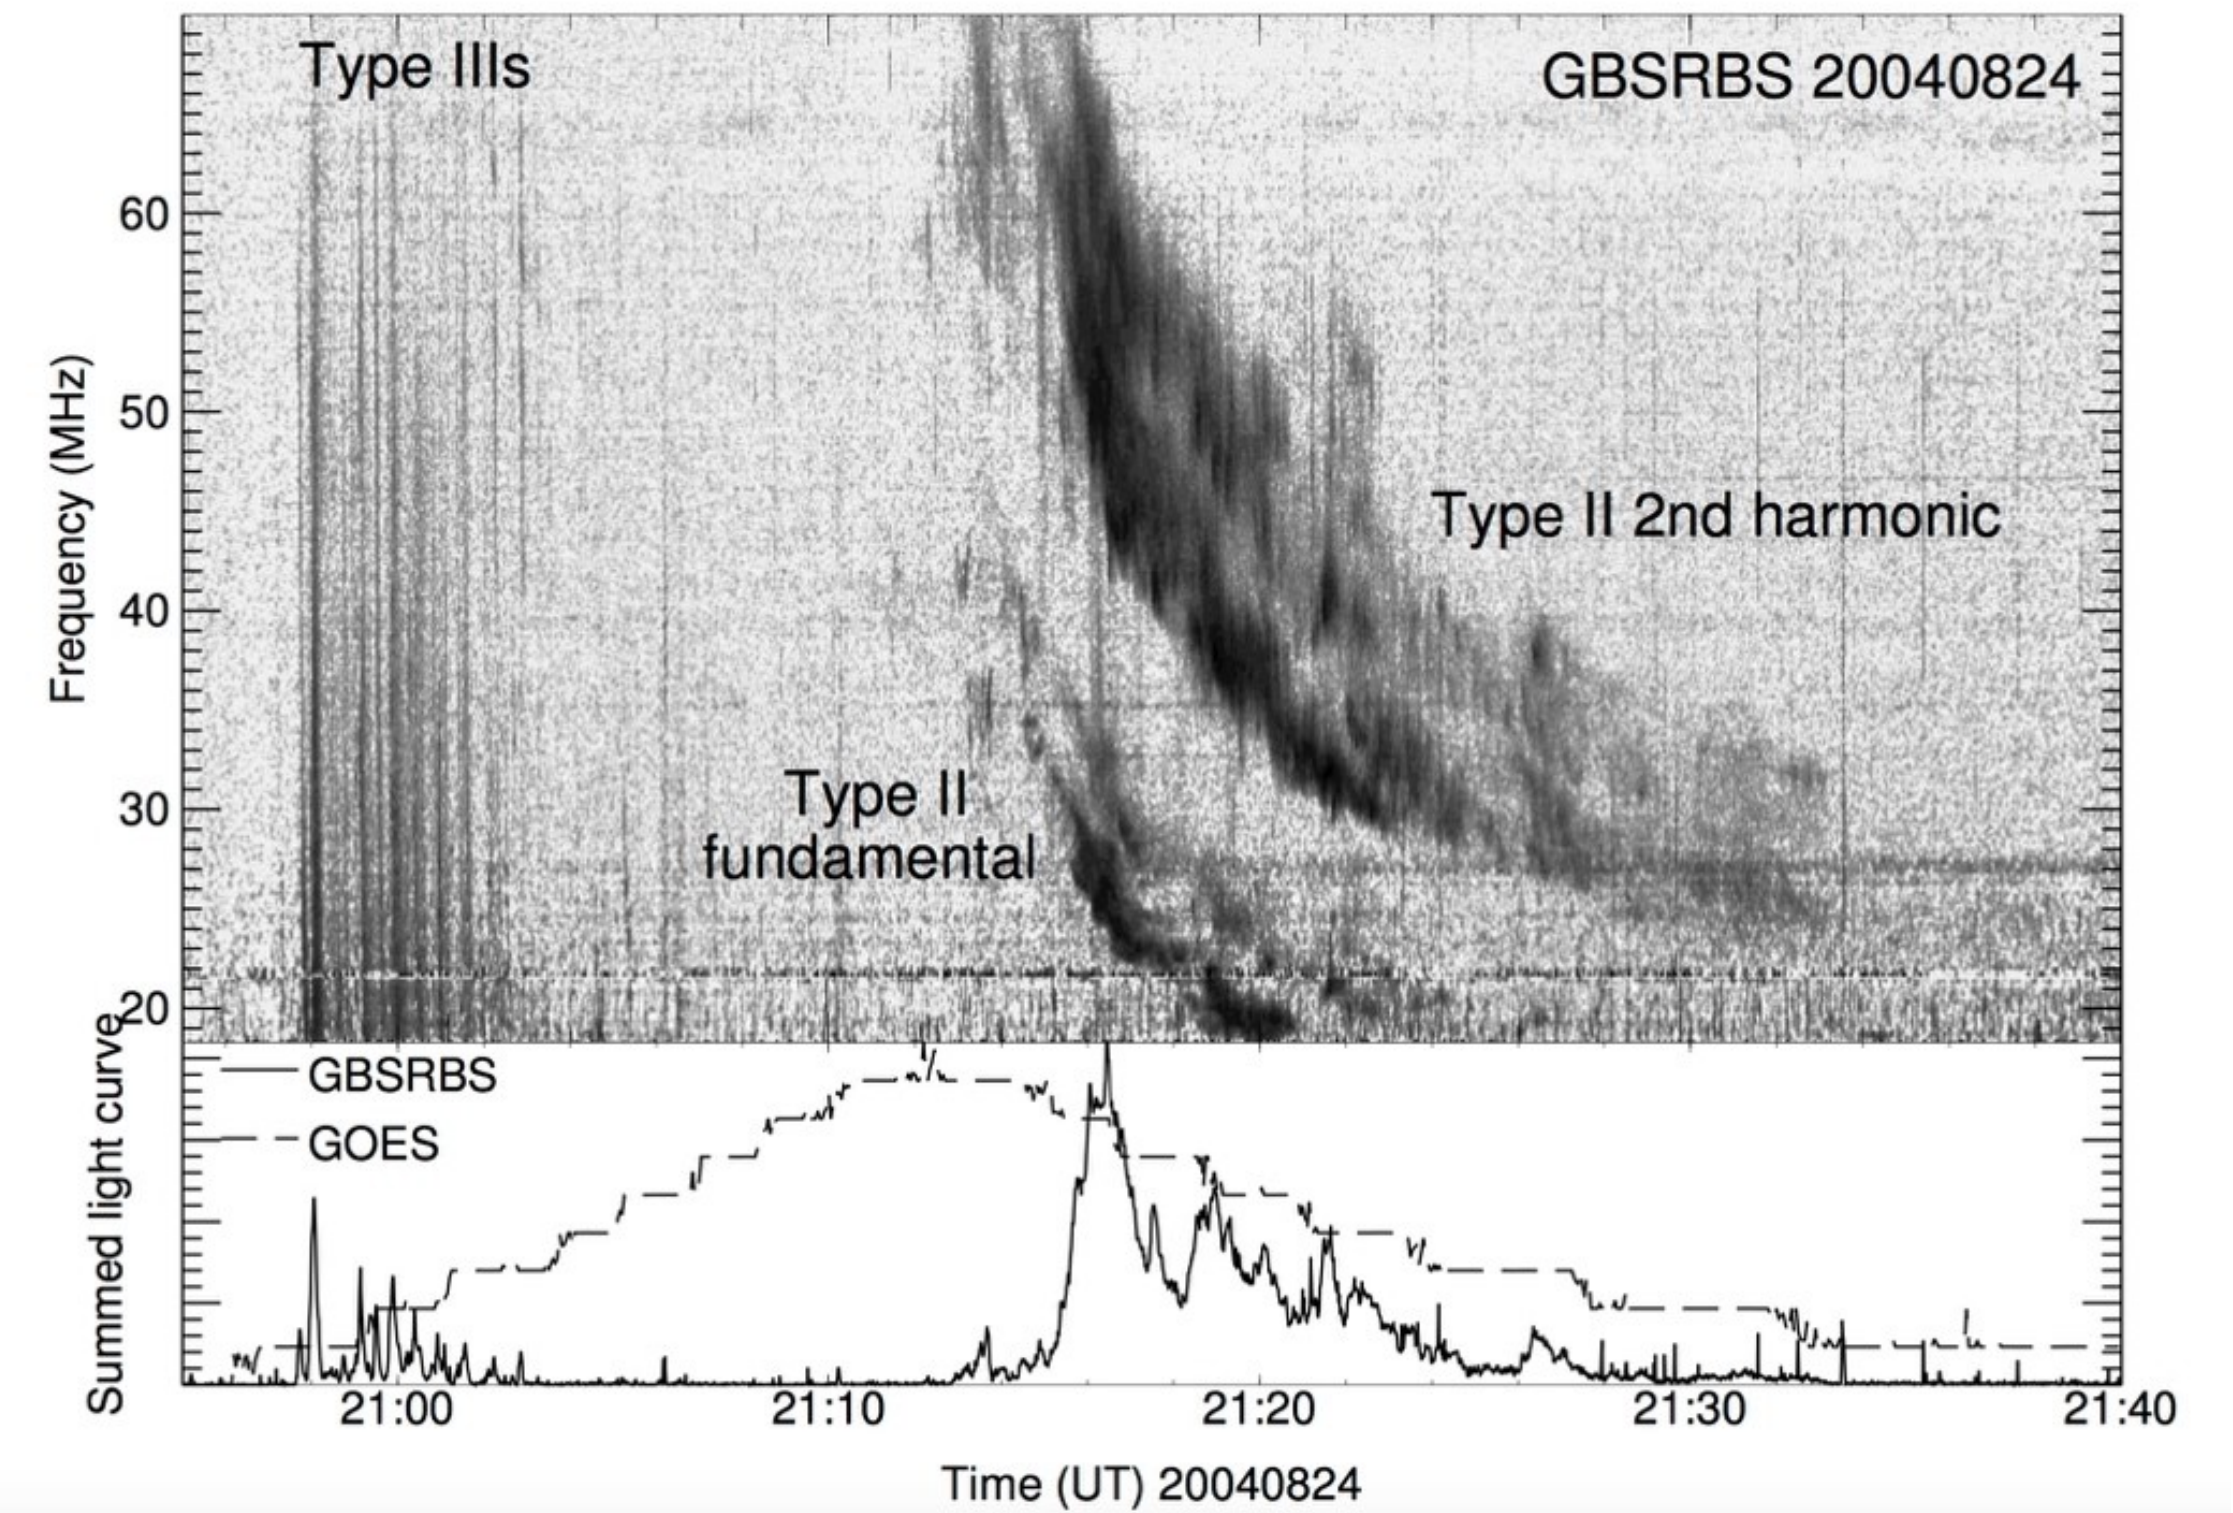 Type IIIs
GBSRBS 20040824
60
50
40
30
20
Frequency (MHz)
Type II 2nd harmonic
Type II
fundamental
Summed light curve
GBSRBS
GOES
21:00 21:10 21:20 21:30 21:40
Time (UT) 20040824